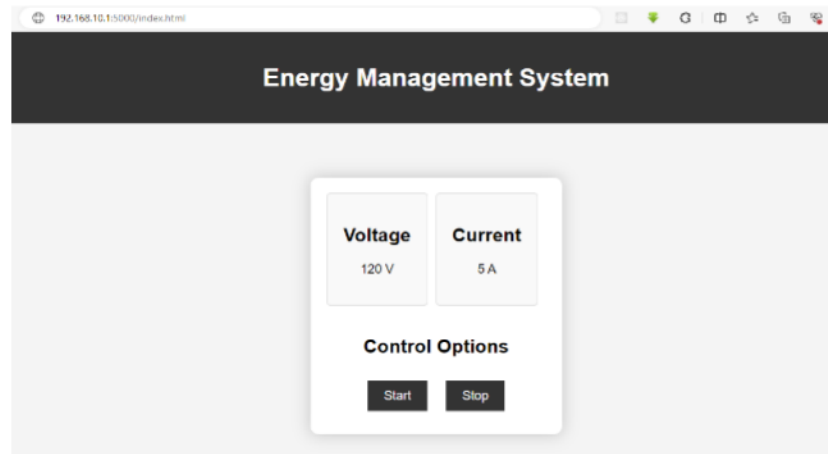 192.168.10.1:5000/index.html
Energy Management System
Voltage Current
120 V 5 A
Control Options
Start Stop